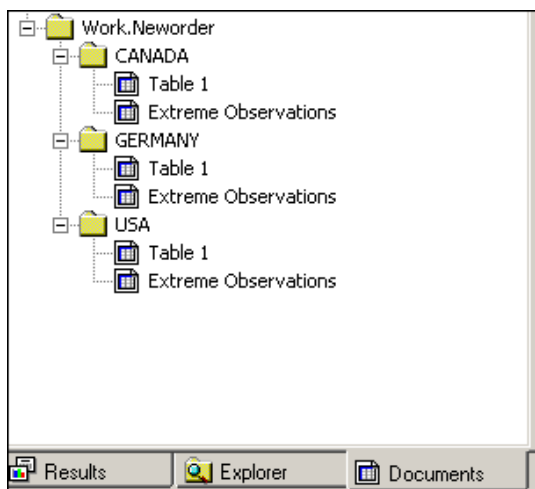 Work.Neworder
CANADA
Table 1
Extreme Observations
GERMANY
Table 1
Extreme Observations
USA
Table 1
Extreme Observations
Results Explorer Documents